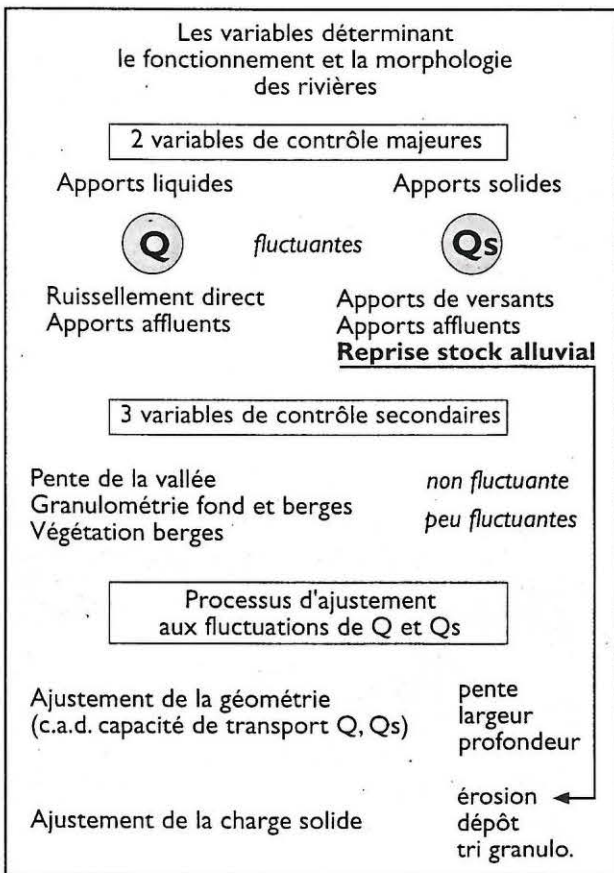 Les variables déterminant
le fonctionnement et la morphologie
des rivières
2 variables de contrôle majeures
Apports liquides
Apports solides
Q
fluctuantes
Qs
Ruissellement direct
Apports affluents
Apports de versants
Apports affluents
Reprise stock alluvial
3 variables de contrôle secondaires
Pente de la vallée
non fluctuante
Granulométrie fond et berges
Végétation berges
peu fluctuantes
Processus d'ajustement
aux fluctuations de Q et Qs
Ajustement de la géométrie
(c.a.d. capacité de transport Q, Qs)
pente
largeur
profondeur
Ajustement de la charge solide
érosion
dépôt
tri granulo.